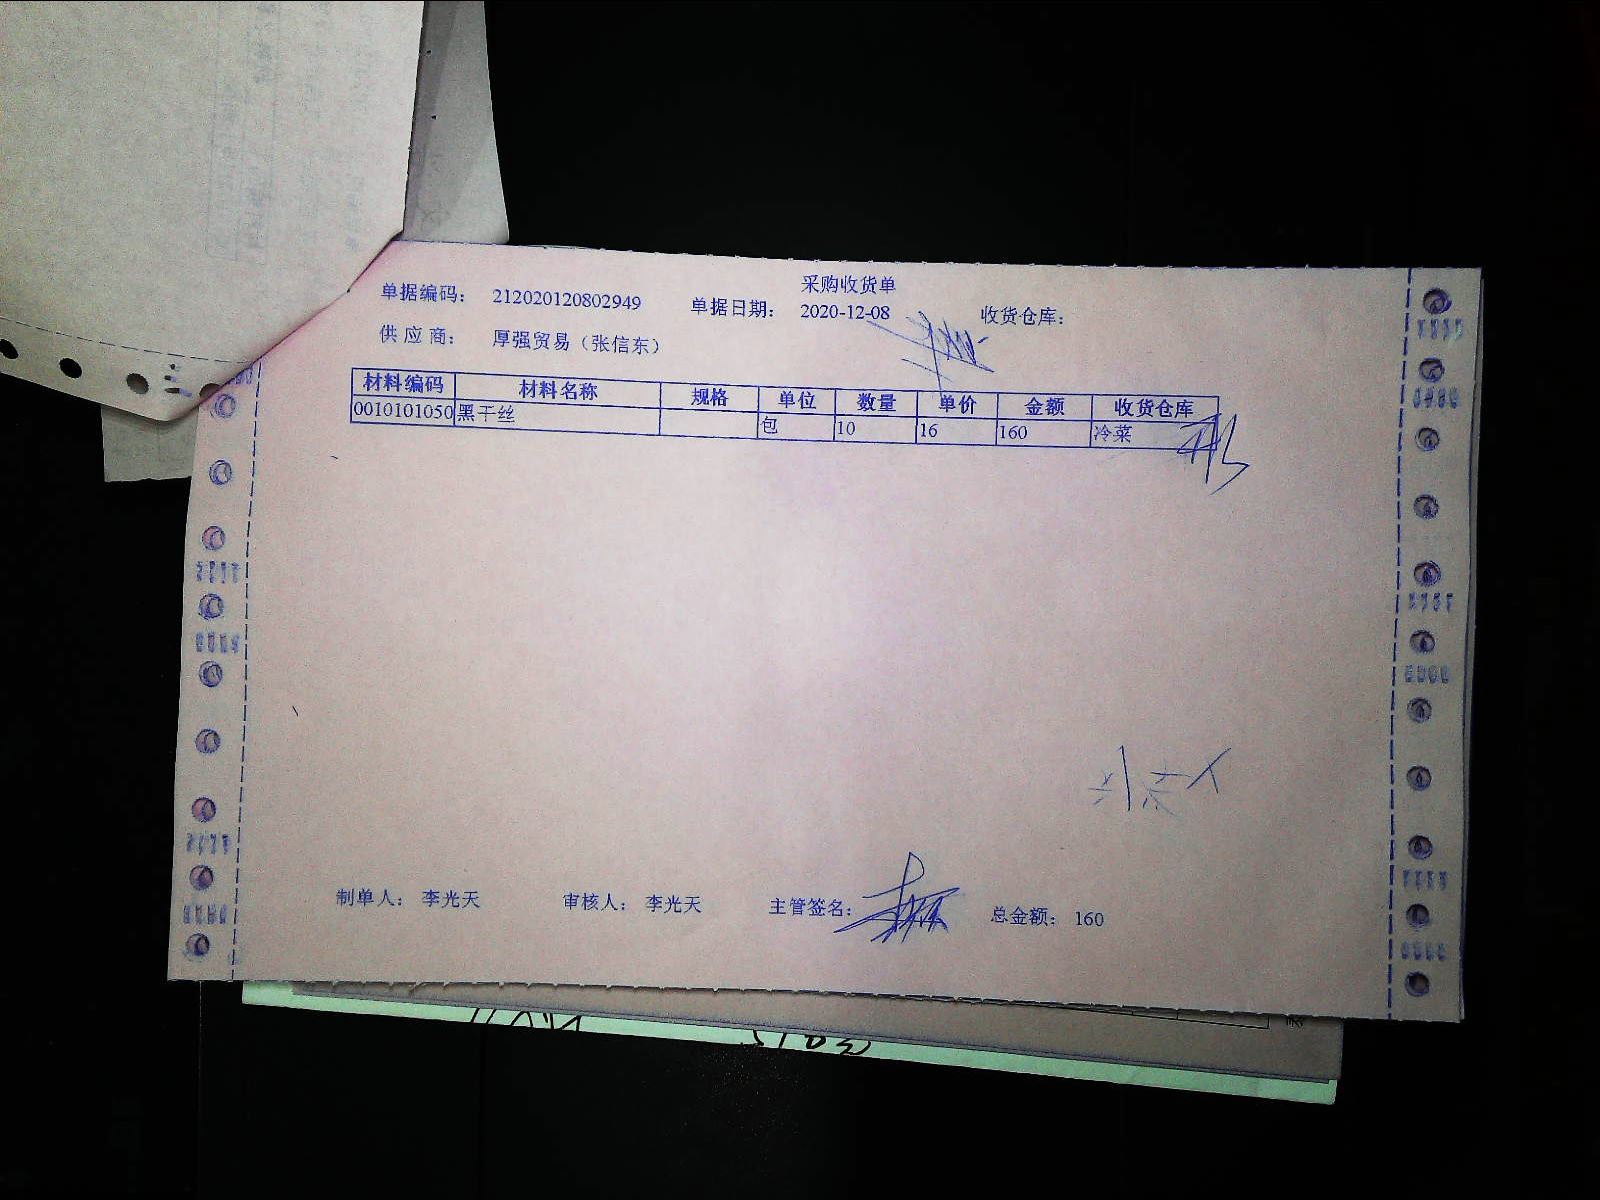 采购收货单
单据编码: 212020120802949 单据日期: 2020-12-08 收货仓库:
供应商: 厚强贸易（张信东）
材料编码 材料名称 规格 单位 数量 单价 金额 收货仓库
0010101050 黑干丝 包 10 16 160 冷菜
制单人: 李光天 审核人: 李光天 主管签名: 总金额: 160